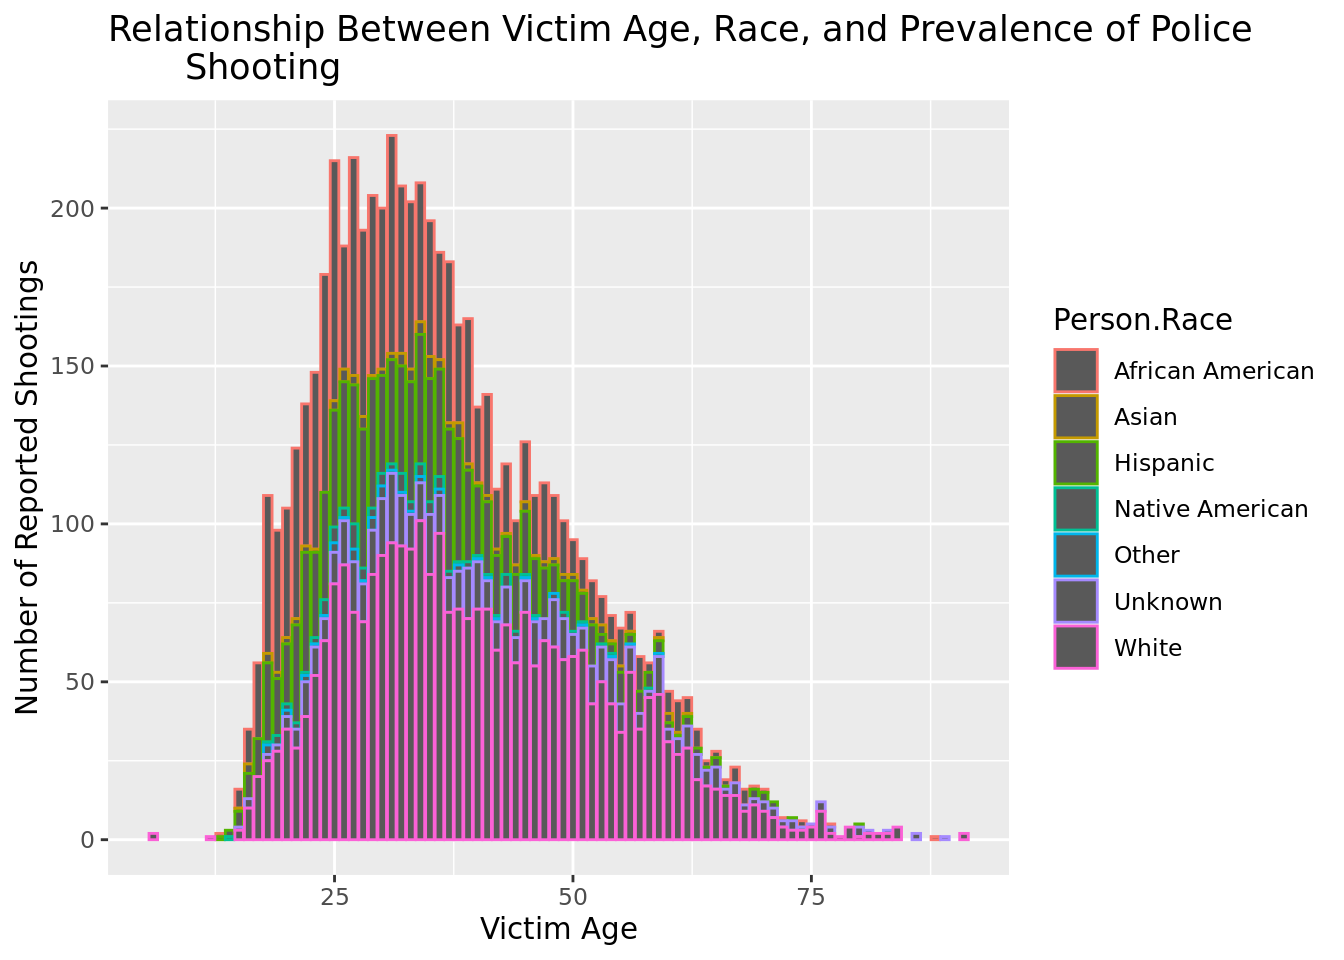 Relationship Between Victim Age, Race, and Prevalence of Police
Shooting
Number of Reported Shootings
200
150
100
50
0
25 50 75
Victim Age
Person.Race
African American
Asian
Hispanic
Native American
Other
Unknown
White